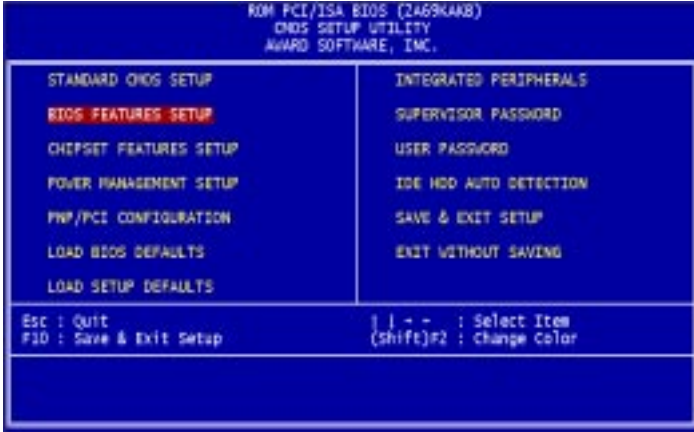 ROM PCI/ISA BIOS (2A69KAKB)
CMOS SETUP UTILITY
AWARD SOFTWARE, INC.
STANDARD CMOS SETUP
BIOS FEATURES SETUP
CHIPSET FEATURES SETUP
POWER MANAGEMENT SETUP
PNP/PCI CONFIGURATION
LOAD BIOS DEFAULTS
LOAD SETUP DEFAULTS
INTEGRATED PERIPHERALS
SUPERVISOR PASSWORD
USER PASSWORD
IDE HDD AUTO DETECTION
SAVE & EXIT SETUP
EXIT WITHOUT SAVING
Esc : Quit
F10 : Save & Exit Setup
: Select Item
(Shift)F2 : Change Color